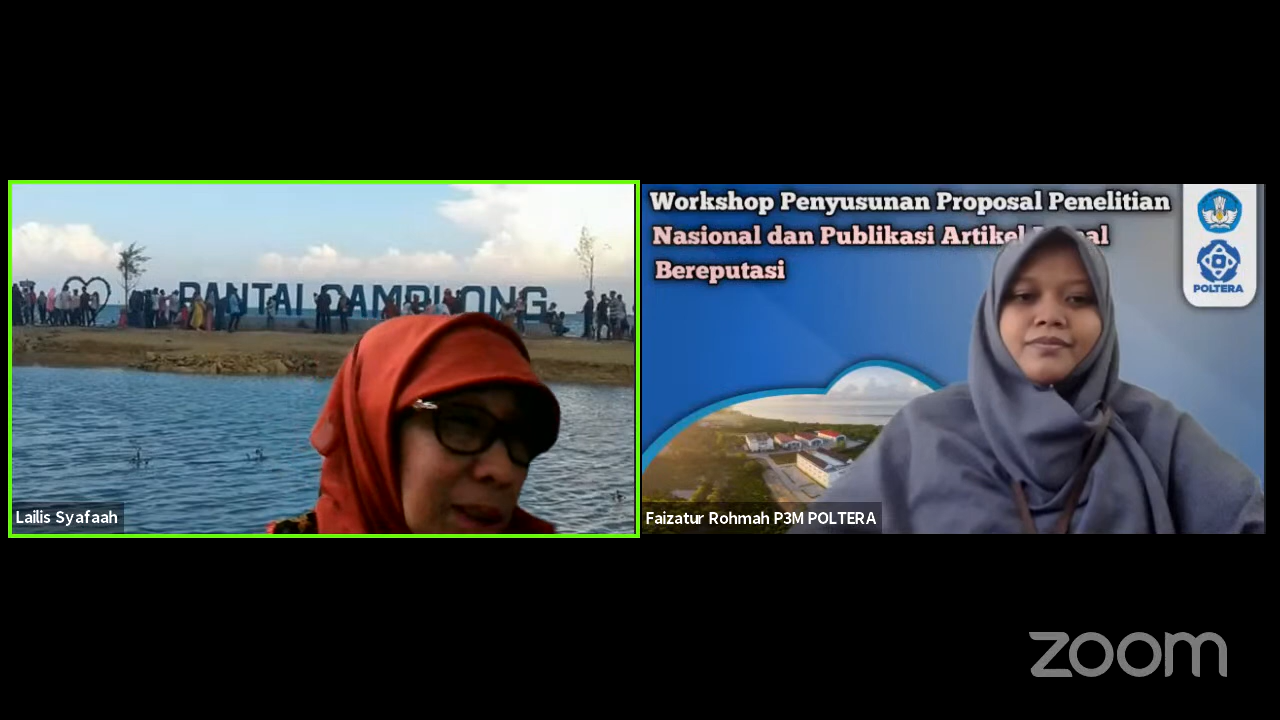 PANTAI CAMPLONG
Lailis Syafaah
Workshop Penyusunan Proposal Penelitian
Nasional dan Publikasi Artikel
Bereputasi
POLTERA
Faizatur Rohmah P3M POLTERA
zoom